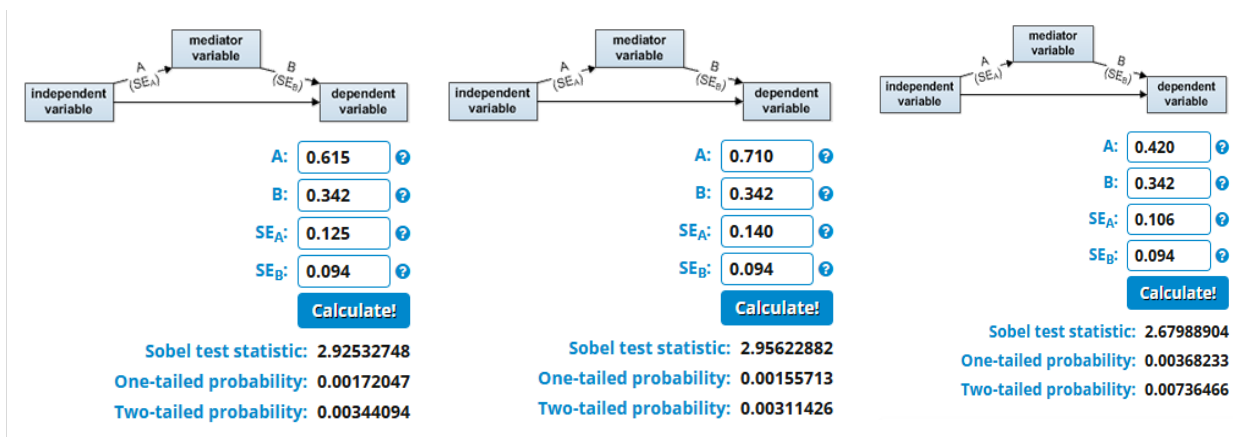 mediator
variable
A
(SEA)
B
(SEB)
independent
variable
dependent
variable
A: 0.615 ?
B: 0.342 ?
SEA: 0.125 ?
SEB: 0.094 ?
Calculate!
Sobel test statistic: 2.92532748
One-tailed probability: 0.00172047
Two-tailed probability: 0.00344094
mediator
variable
A
(SEA)
B
(SEB)
independent
variable
dependent
variable
A: 0.710 ?
B: 0.342 ?
SEA: 0.140 ?
SEB: 0.094 ?
Calculate!
Sobel test statistic: 2.95622882
One-tailed probability: 0.00155713
Two-tailed probability: 0.00311426
mediator
variable
A
(SEA)
B
(SEB)
independent
variable
dependent
variable
A: 0.420 ?
B: 0.342 ?
SEA: 0.106 ?
SEB: 0.094 ?
Calculate!
Sobel test statistic: 2.67988904
One-tailed probability: 0.00368233
Two-tailed probability: 0.00736466